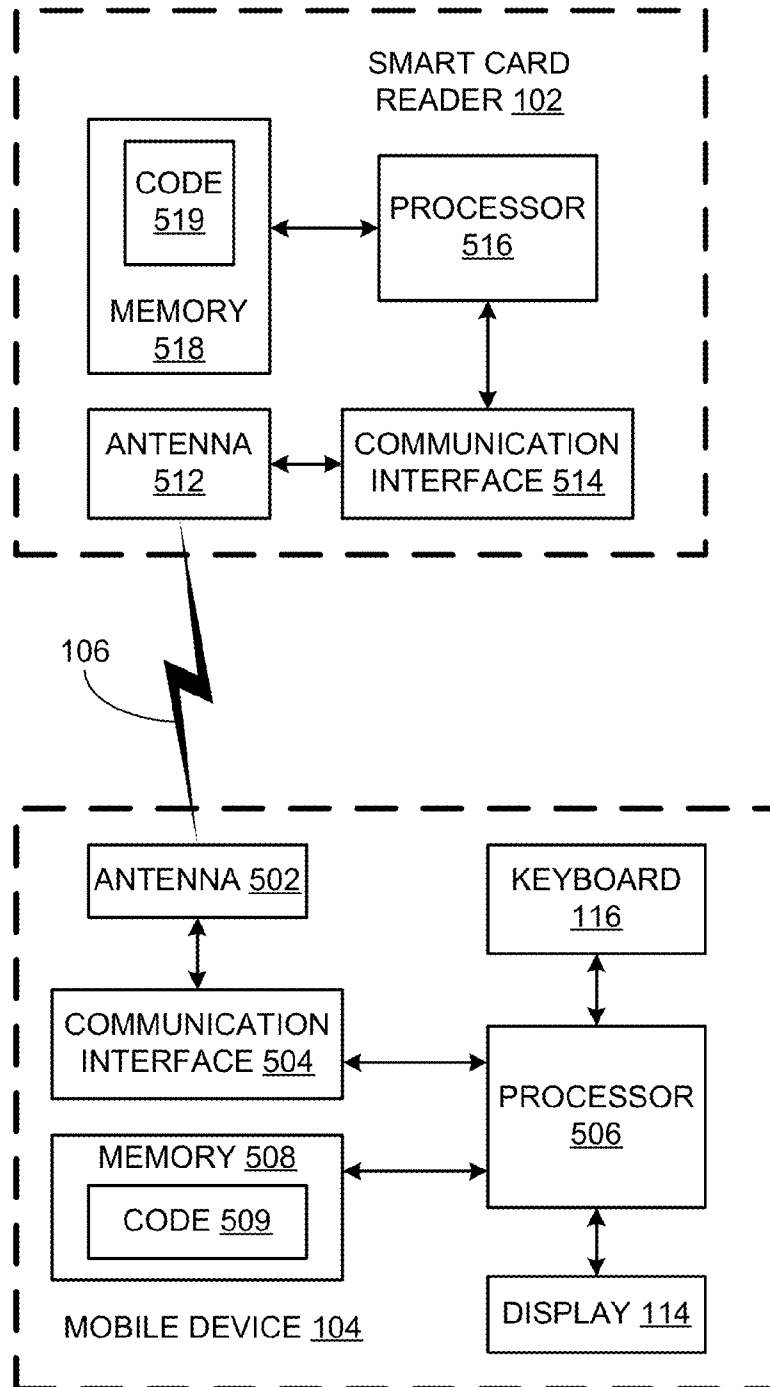 SMART CARD
READER 102
CODE
519
MEMORY
518
PROCESSOR
516
ANTENNA
512
COMMUNICATION
INTERFACE 514
106
ANTENNA 502
KEYBOARD
116
COMMUNICATION
INTERFACE 504
PROCESSOR
506
MEMORY 508
CODE 509
DISPLAY 114
MOBILE DEVICE 104